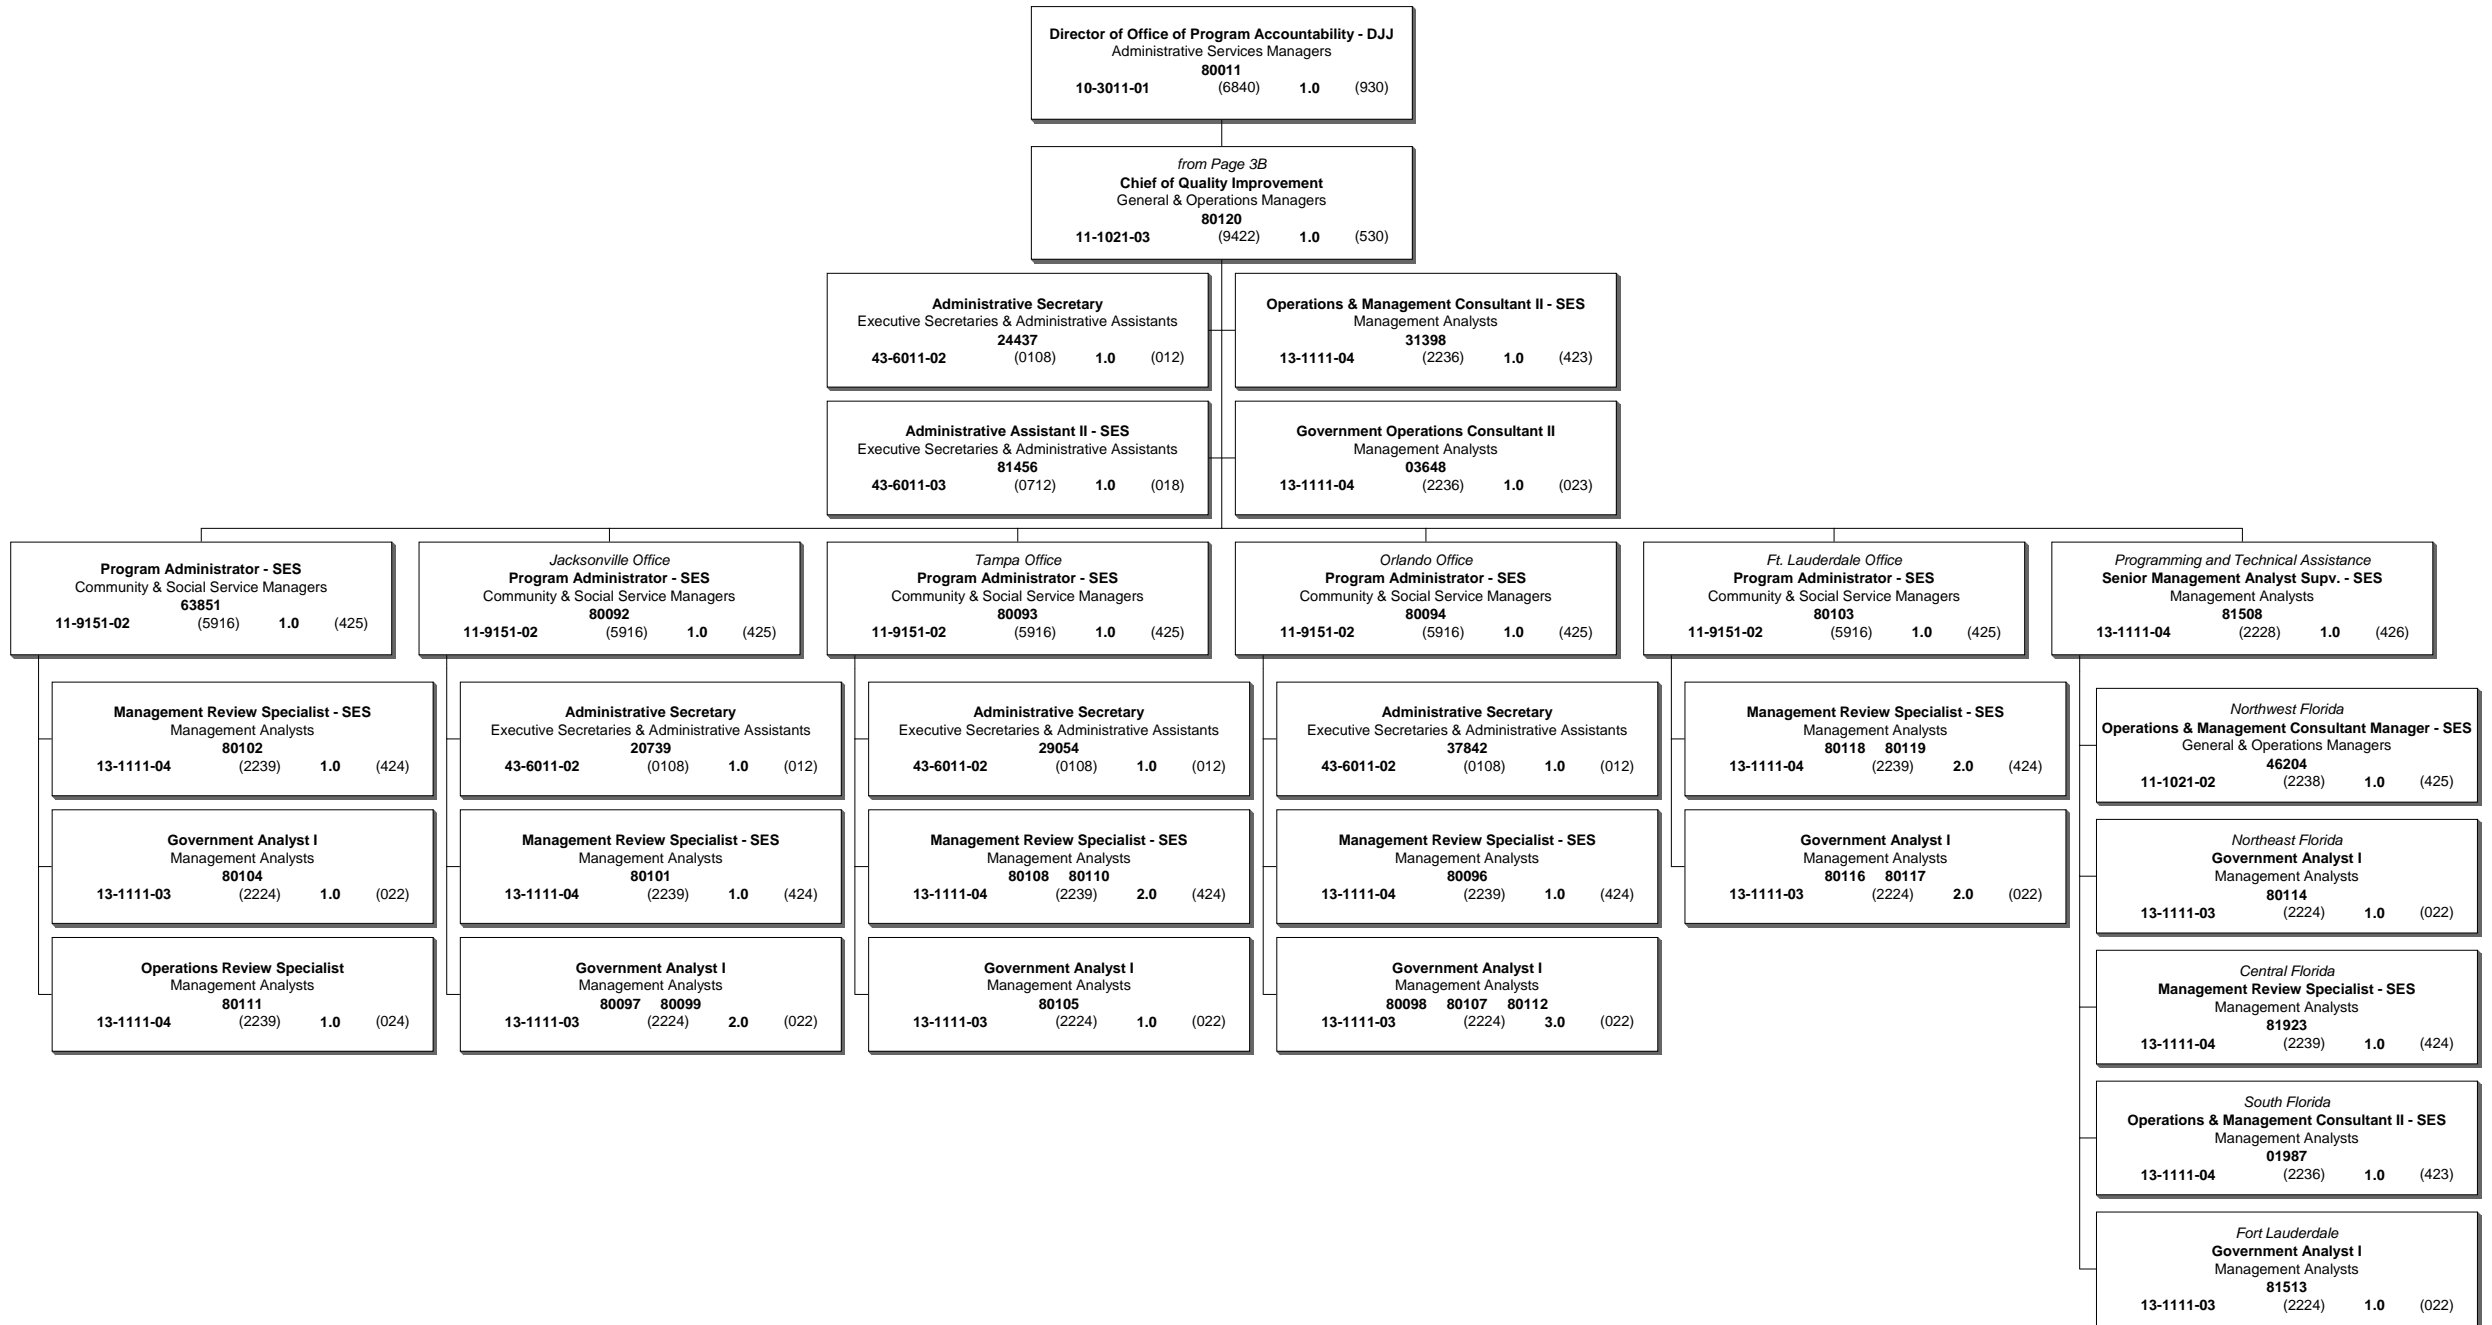 Director of Office of Program Accountability - DJJ
Administrative Services Managers
80011
10-3011-01 (6840) 1.0 (930)
from Page 3B
Chief of Quality Improvement
General & Operations Managers
80120
11-1021-03 (9422) 1.0 (530)
Administrative Secretary
Executive Secretaries & Administrative Assistants
24437
43-6011-02 (0108) 1.0 (012)
Operations & Management Consultant II - SES
Management Analysts
31398
13-1111-04 (2236) 1.0 (423)
Administrative Assistant II - SES
Executive Secretaries & Administrative Assistants
81456
43-6011-03 (0712) 1.0 (018)
Government Operations Consultant II
Management Analysts
03648
13-1111-04 (2236) 1.0 (023)
Program Administrator - SES
Community & Social Service Managers
63851
11-9151-02 (5916) 1.0 (425)
Management Review Specialist - SES
Management Analysts
80102
13-1111-04 (2239) 1.0 (424)
Government Analyst I
Management Analysts
80104
13-1111-03 (2224) 1.0 (022)
Operations Review Specialist
Management Analysts
80111
13-1111-04 (2239) 1.0 (024)
Jacksonville Office
Program Administrator - SES
Community & Social Service Managers
80092
11-9151-02 (5916) 1.0 (425)
Administrative Secretary
Executive Secretaries & Administrative Assistants
20739
43-6011-02 (0108) 1.0 (012)
Management Review Specialist - SES
Management Analysts
80101
13-1111-04 (2239) 1.0 (424)
Government Analyst I
Management Analysts
80097 80099
13-1111-03 (2224) 2.0 (022)
Tampa Office
Program Administrator - SES
Community & Social Service Managers
80093
11-9151-02 (5916) 1.0 (425)
Administrative Secretary
Executive Secretaries & Administrative Assistants
29054
43-6011-02 (0108) 1.0 (012)
Management Review Specialist - SES
Management Analysts
80108 80110
13-1111-04 (2239) 2.0 (424)
Government Analyst I
Management Analysts
80105
13-1111-03 (2224) 1.0 (022)
Orlando Office
Program Administrator - SES
Community & Social Service Managers
80094
11-9151-02 (5916) 1.0 (425)
Administrative Secretary
Executive Secretaries & Administrative Assistants
37842
43-6011-02 (0108) 1.0 (012)
Management Review Specialist - SES
Management Analysts
80096
13-1111-04 (2239) 1.0 (424)
Government Analyst I
Management Analysts
80098 80107 80112
13-1111-03 (2224) 3.0 (022)
Ft. Lauderdale Office
Program Administrator - SES
Community & Social Service Managers
80103
11-9151-02 (5916) 1.0 (425)
Management Review Specialist - SES
Management Analysts
80118 80119
13-1111-04 (2239) 2.0 (424)
Government Analyst I
Management Analysts
80116 80117
13-1111-03 (2224) 2.0 (022)
Programming and Technical Assistance
Senior Management Analyst Supv. - SES
Management Analysts
81508
13-1111-04 (2228) 1.0 (426)
Northwest Florida
Operations & Management Consultant Manager - SES
General & Operations Managers
46204
11-1021-02 (2238) 1.0 (425)
Northeast Florida
Government Analyst I
Management Analysts
80114
13-1111-03 (2224) 1.0 (022)
Central Florida
Management Review Specialist - SES
Management Analysts
81923
13-1111-04 (2239) 1.0 (424)
South Florida
Operations & Management Consultant II - SES
Management Analysts
01987
13-1111-04 (2236) 1.0 (423)
Fort Lauderdale
Government Analyst I
Management Analysts
81513
13-1111-03 (2224) 1.0 (022)